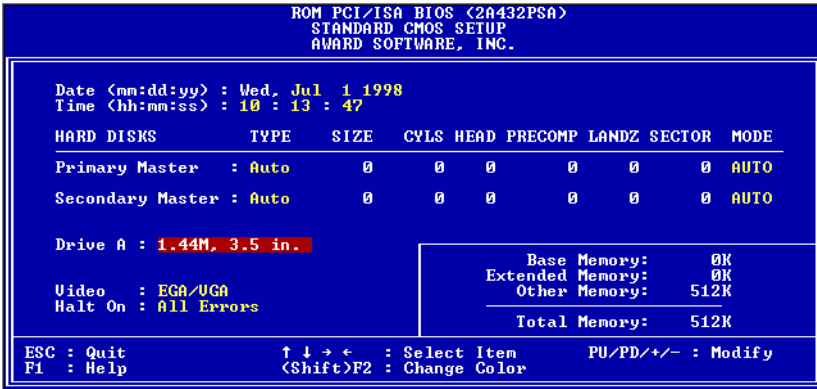 ROM PCI/ISA BIOS (2A432PSA)
STANDARD CMOS SETUP
AWARD SOFTWARE, INC.
Date (mm:dd:yy) : Wed, Jul 1 1998
Time (hh:mm:ss) : 10 : 13 : 47
HARD DISKS TYPE SIZE CYLS HEAD PRECOMP LANDZ SECTOR MODE
Primary Master : Auto 0 0 0 0 0 0 AUTO
Secondary Master : Auto 0 0 0 0 0 0 AUTO
Drive A : 1.44M, 3.5 in.
Video : EGA/VGA
Halt On : All Errors
Base Memory: 0K
Extended Memory: 0K
Other Memory: 512K
Total Memory: 512K
ESC : Quit ↑ ↓ → ← : Select Item PU/PD/+/- : Modify
F1 : Help (Shift)F2 : Change Color